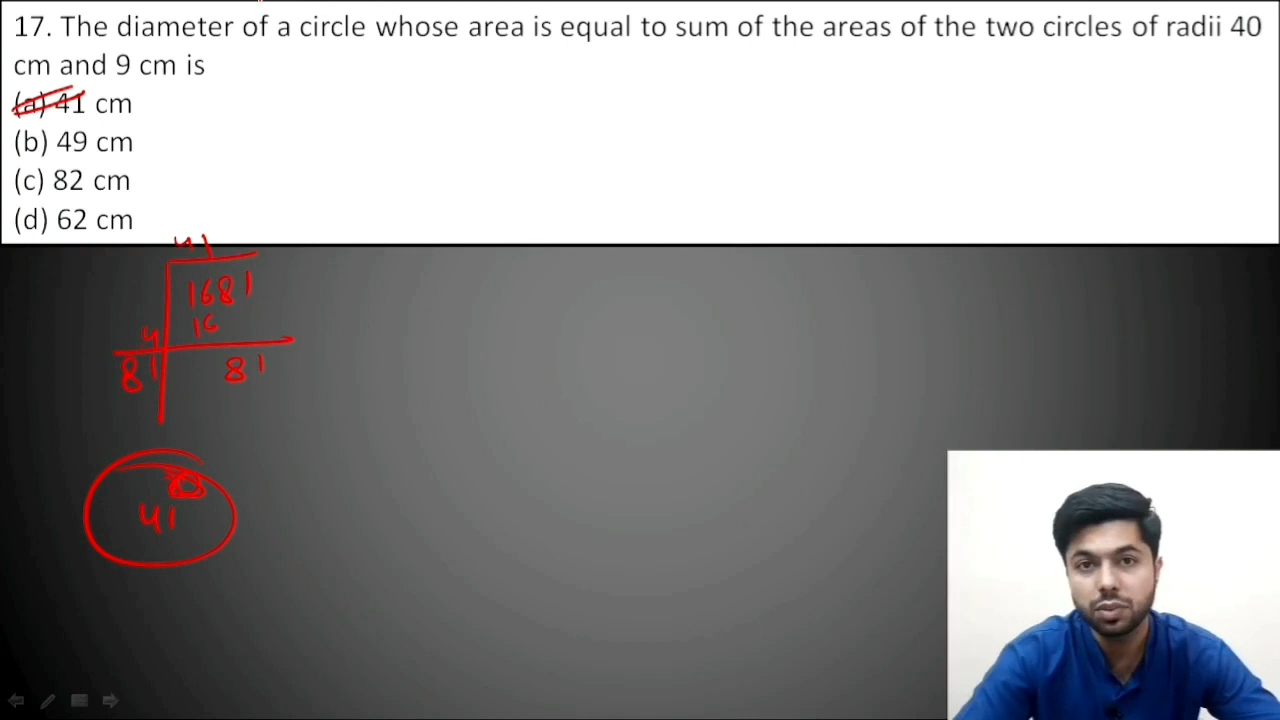 17. The diameter of a circle whose area is equal to sum of the areas of the two circles of radii 40
cm and 9 cm is
(a) 41 cm
(b) 49 cm
(c) 82 cm
(d) 62 cm
41
1681
4 16
81 81
41